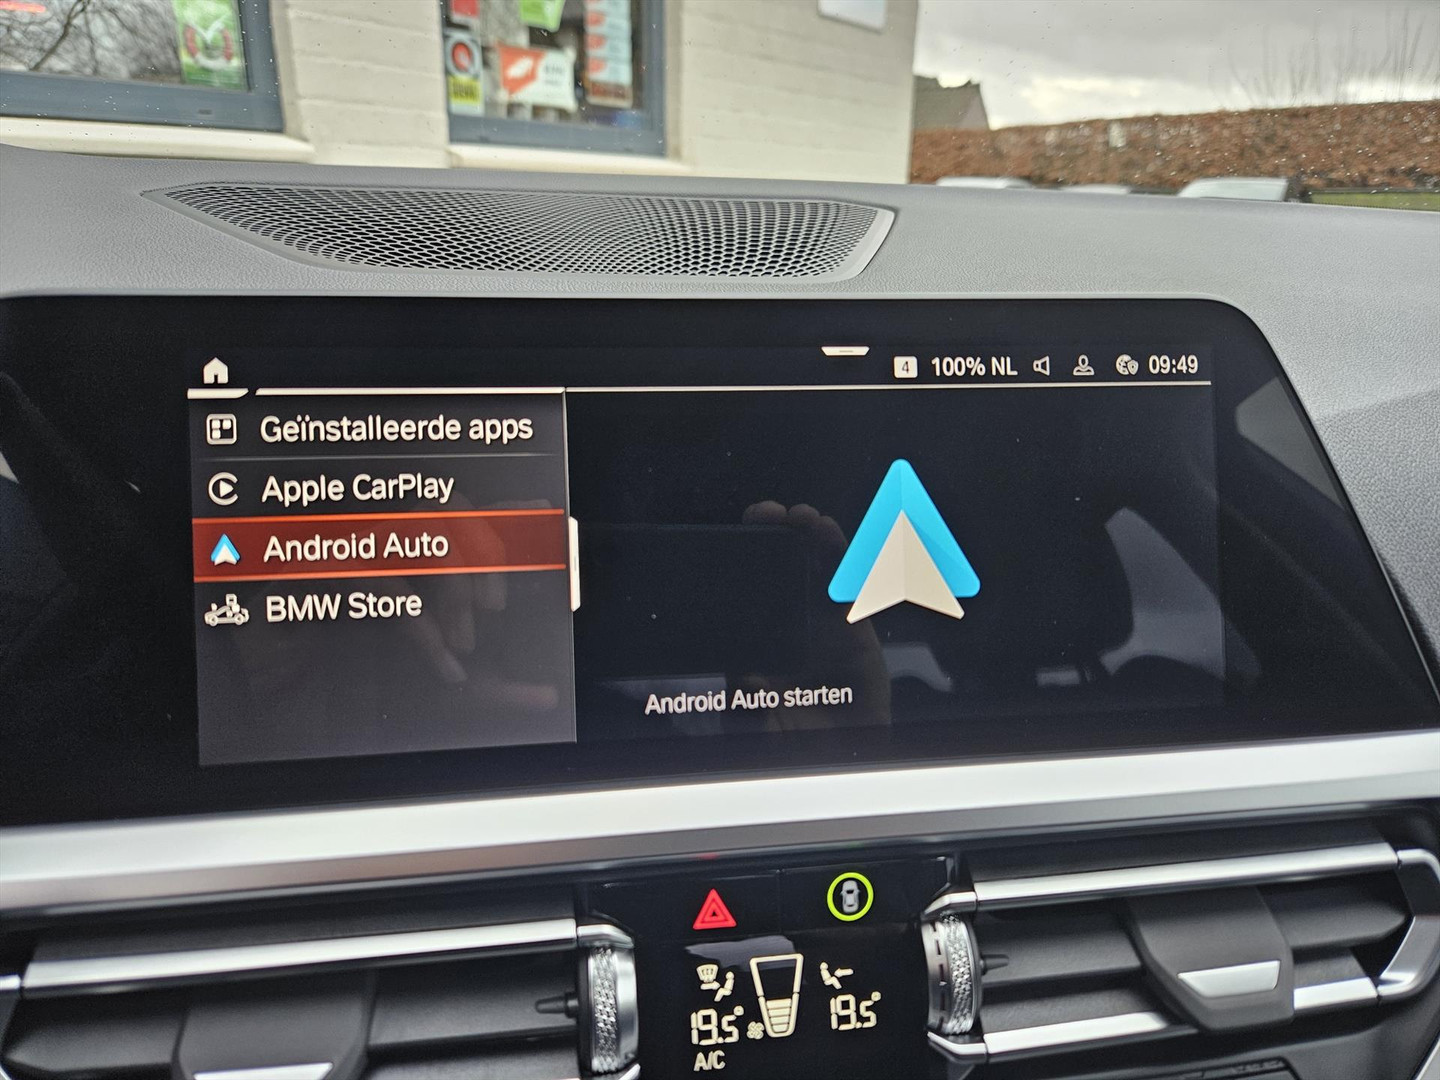 4 100% NL 09:49
Geïnstalleerde apps
Apple CarPlay
Android Auto
BMW Store
Android Auto starten
19.5°
19.5°
A/C